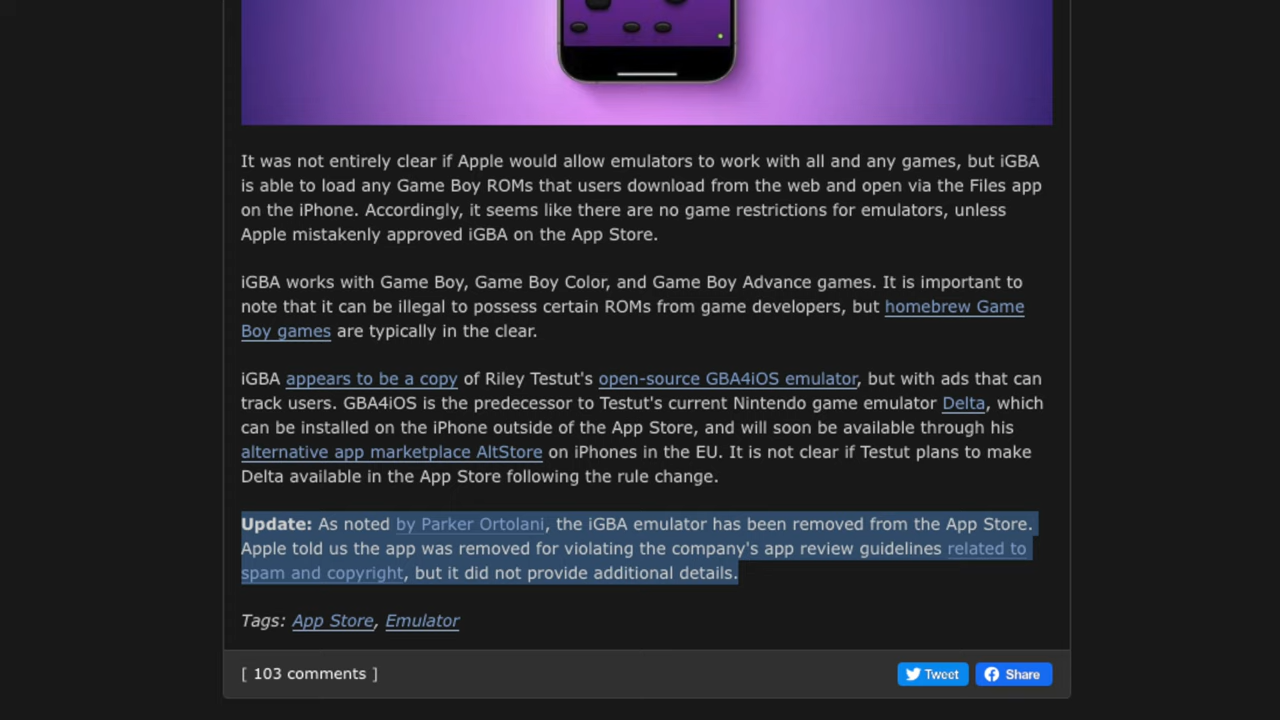 It was not entirely clear if Apple would allow emulators to work with all and any games, but iGBA
is able to load any Game Boy ROMs that users download from the web and open via the Files app
on the iPhone. Accordingly, it seems like there are no game restrictions for emulators, unless
Apple mistakenly approved iGBA on the App Store.
iGBA works with Game Boy, Game Boy Color, and Game Boy Advance games. It is important to
note that it can be illegal to possess certain ROMs from game developers, but homebrew Game
Boy games are typically in the clear.
iGBA appears to be a copy of Riley Testut's open-source GBA4iOS emulator, but with ads that can
track users. GBA4iOS is the predecessor to Testut's current Nintendo game emulator Delta, which
can be installed on the iPhone outside of the App Store, and will soon be available through his
alternative app marketplace AltStore on iPhones in the EU. It is not clear if Testut plans to make
Delta available in the App Store following the rule change.
Update: As noted by Parker Ortolani, the iGBA emulator has been removed from the App Store.
Apple told us the app was removed for violating the company's app review guidelines related to
spam and copyright, but it did not provide additional details.
Tags: App Store, Emulator
[ 103 comments ]
Tweet
Share